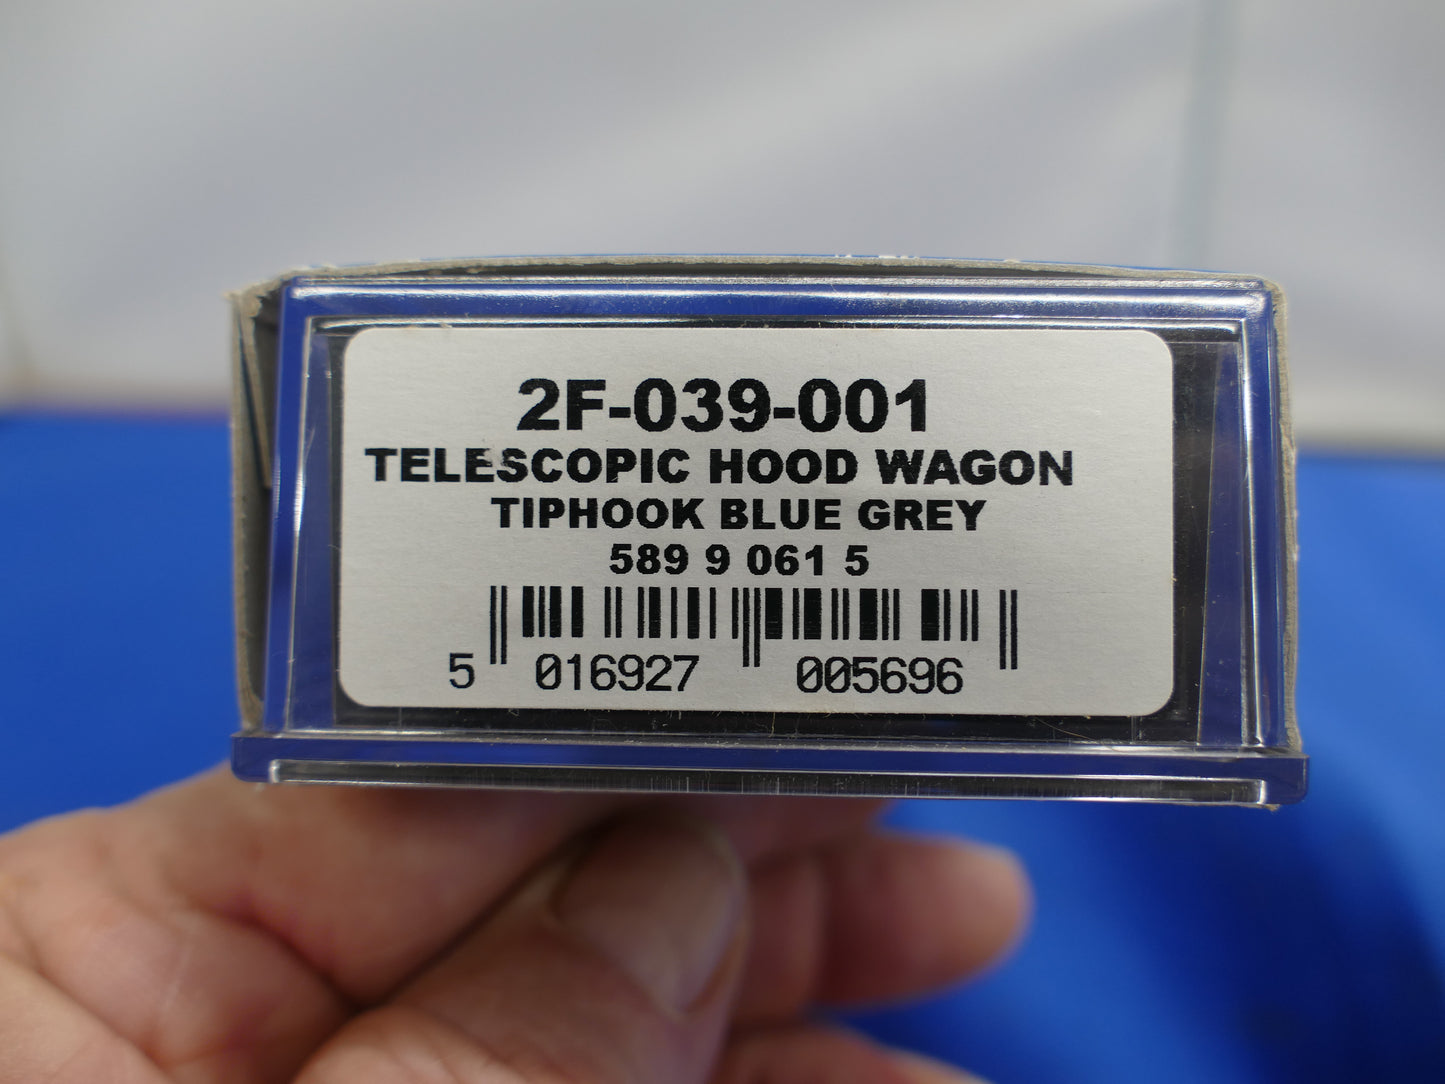 2F-039-001
TELESCOPIC HOOD WAGON
TIPHOOK BLUE GREY
589 9 061 5
5 016927 005696